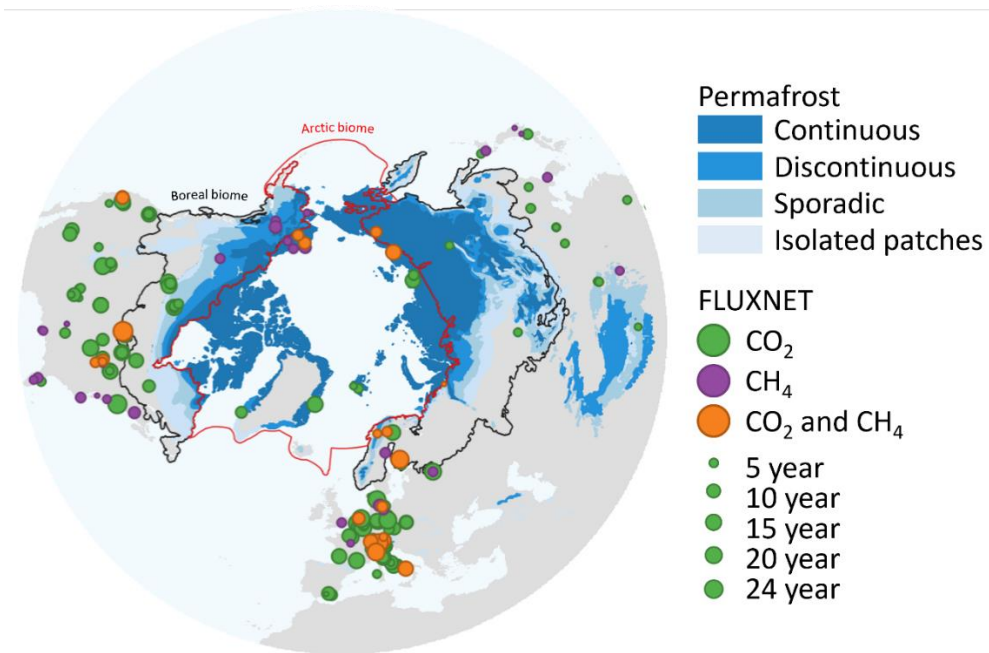 Arctic biome
Boreal biome
Permafrost
Continuous
Discontinuous
Sporadic
Isolated patches
FLUXNET
CO₂
CH₄
CO₂ and CH₄
5 year
10 year
15 year
20 year
24 year